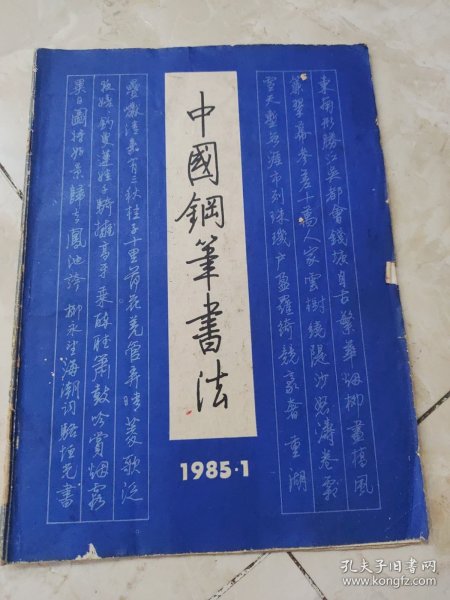 東南形勝江吳都會錢塘自古繁華烟柳畫橋風
簾翠幕參差十萬人家雲樹繞隄沙怒濤卷霜
雪天塹無涯市列珠璣戶盈羅綺競豪奢重湖
中國鋼筆書法
1985·1
疊巘清嘉有秋桂子十里荷花羌管弄晴菱歌泛
釣叟蓮娃千騎擁高牙乘醉聽簫鼓吟賞烟霞
異日圖將好景歸去鳳池誇 柳永望海潮詞 駱恒光書
孔夫子旧书网
www.kongfz.com